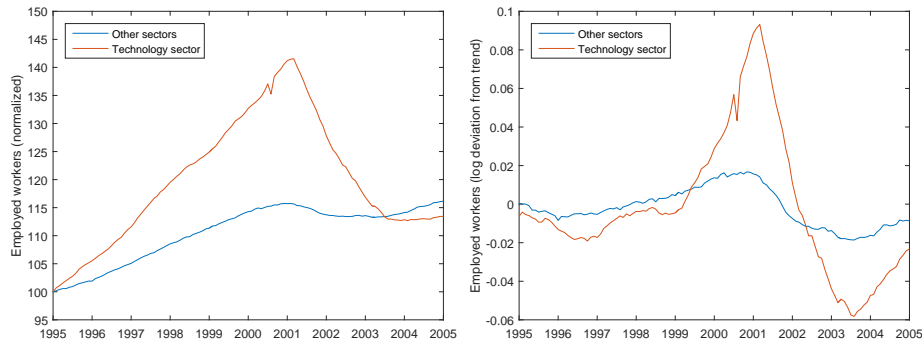 Employed workers (normalized)
150
145
140
135
130
125
120
115
110
105
100
95
Other sectors
Technology sector
1995 1996 1997 1998 1999 2000 2001 2002 2003 2004 2005
Employed workers (log deviation from trend)
0.1
0.08
0.06
0.04
0.02
0
-0.02
-0.04
-0.06
Other sectors
Technology sector
1995 1996 1997 1998 1999 2000 2001 2002 2003 2004 2005